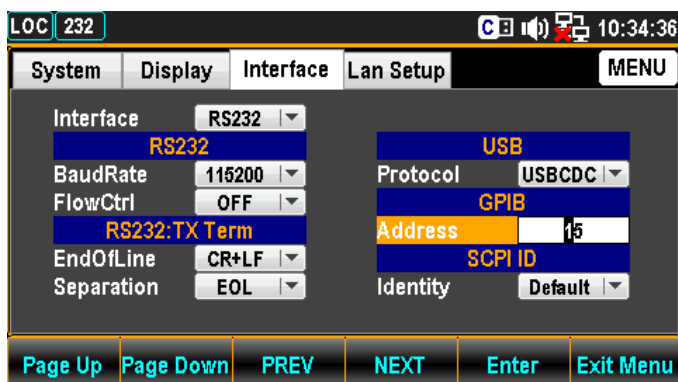 LOC 232 C 10:34:36
System Display Interface Lan Setup MENU
Interface RS232
RS232 USB
BaudRate 115200 Protocol USBCDC
FlowCtrl OFF GPIB
RS232:TX Term Address 15
EndOfLine CR+LF SCPI ID
Separation EOL Identity Default
Page Up Page Down PREV NEXT Enter Exit Menu